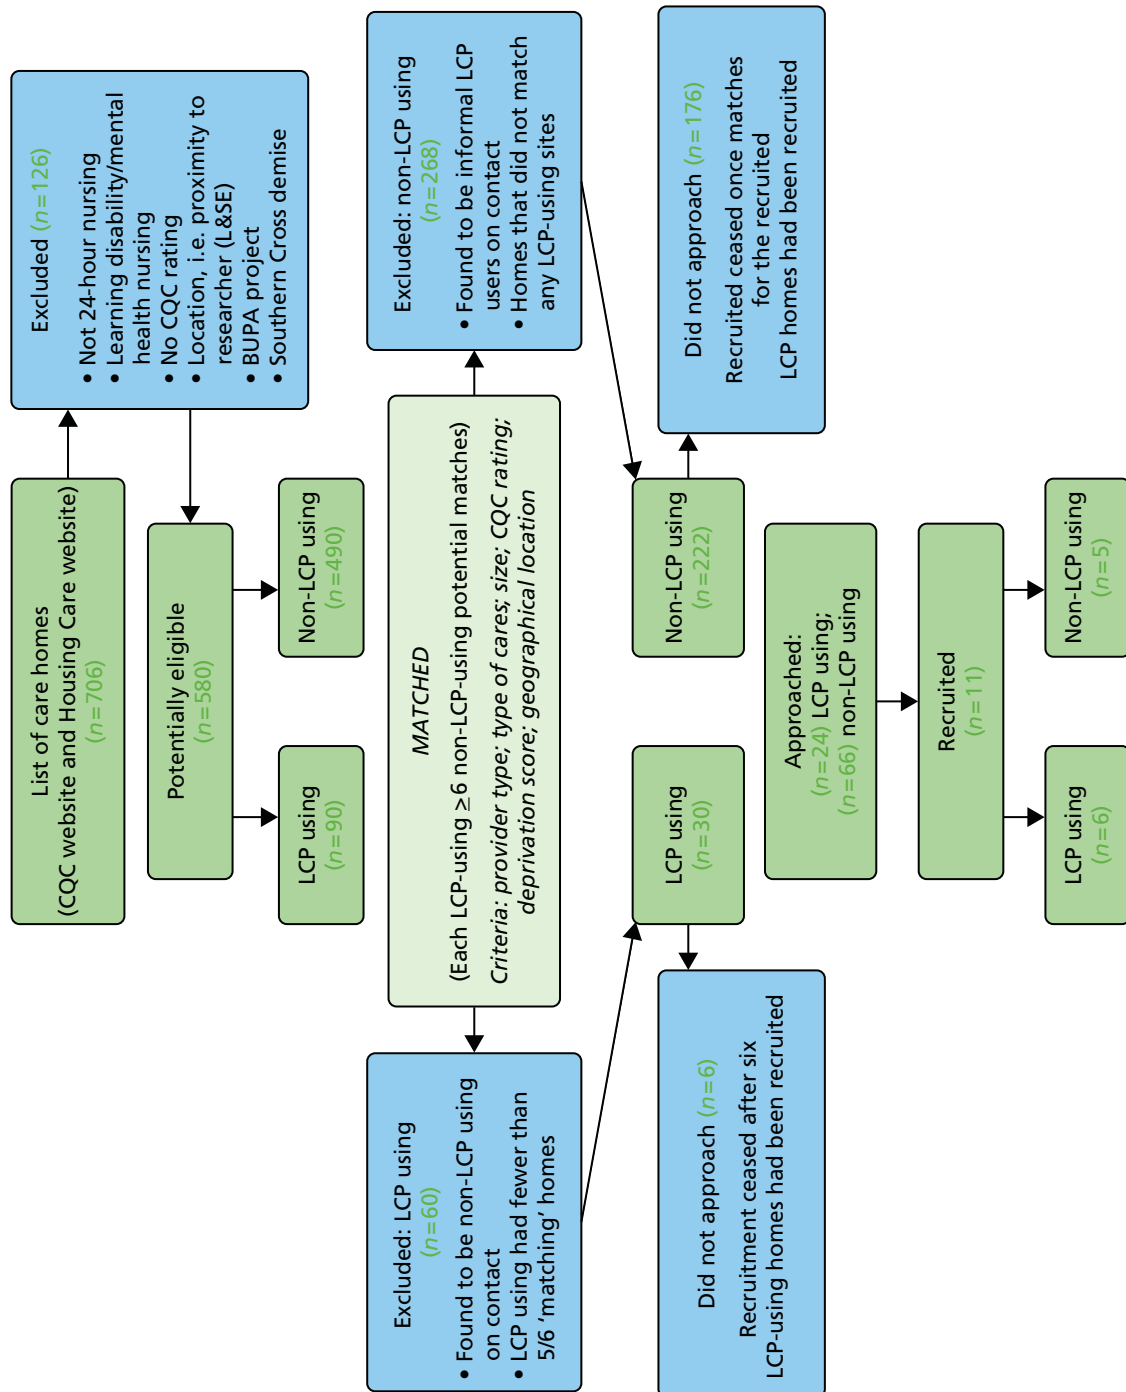 List of care homes
(CQC website and Housing Care website)
(n=706)
Excluded (n=126)
• Not 24-hour nursing
• Learning disability/mental
health nursing
• No CQC rating
• Location, i.e. proximity to
researcher (L&SE)
• BUPA project
• Southern Cross demise
Potentially eligible
(n=580)
LCP using
(n=90)
Non-LCP using
(n=490)
MATCHED
(Each LCP-using ≥6 non-LCP-using potential matches)
Criteria: provider type; type of cares; size; CQC rating;
deprivation score; geographical location
Excluded: LCP using
(n=60)
• Found to be non-LCP using
on contact
• LCP using had fewer than
5/6 ‘matching’ homes
Excluded: non-LCP using
(n=268)
• Found to be informal LCP
users on contact
• Homes that did not match
any LCP-using sites
LCP using
(n=30)
Non-LCP using
(n=222)
Did not approach (n=6)
Recruitment ceased after six
LCP-using homes had been recruited
Did not approach (n=176)
Recruited ceased once matches
for the recruited
LCP homes had been recruited
Approached:
(n=24) LCP using;
(n=66) non-LCP using
Recruited
(n=11)
LCP using
(n=6)
Non-LCP using
(n=5)